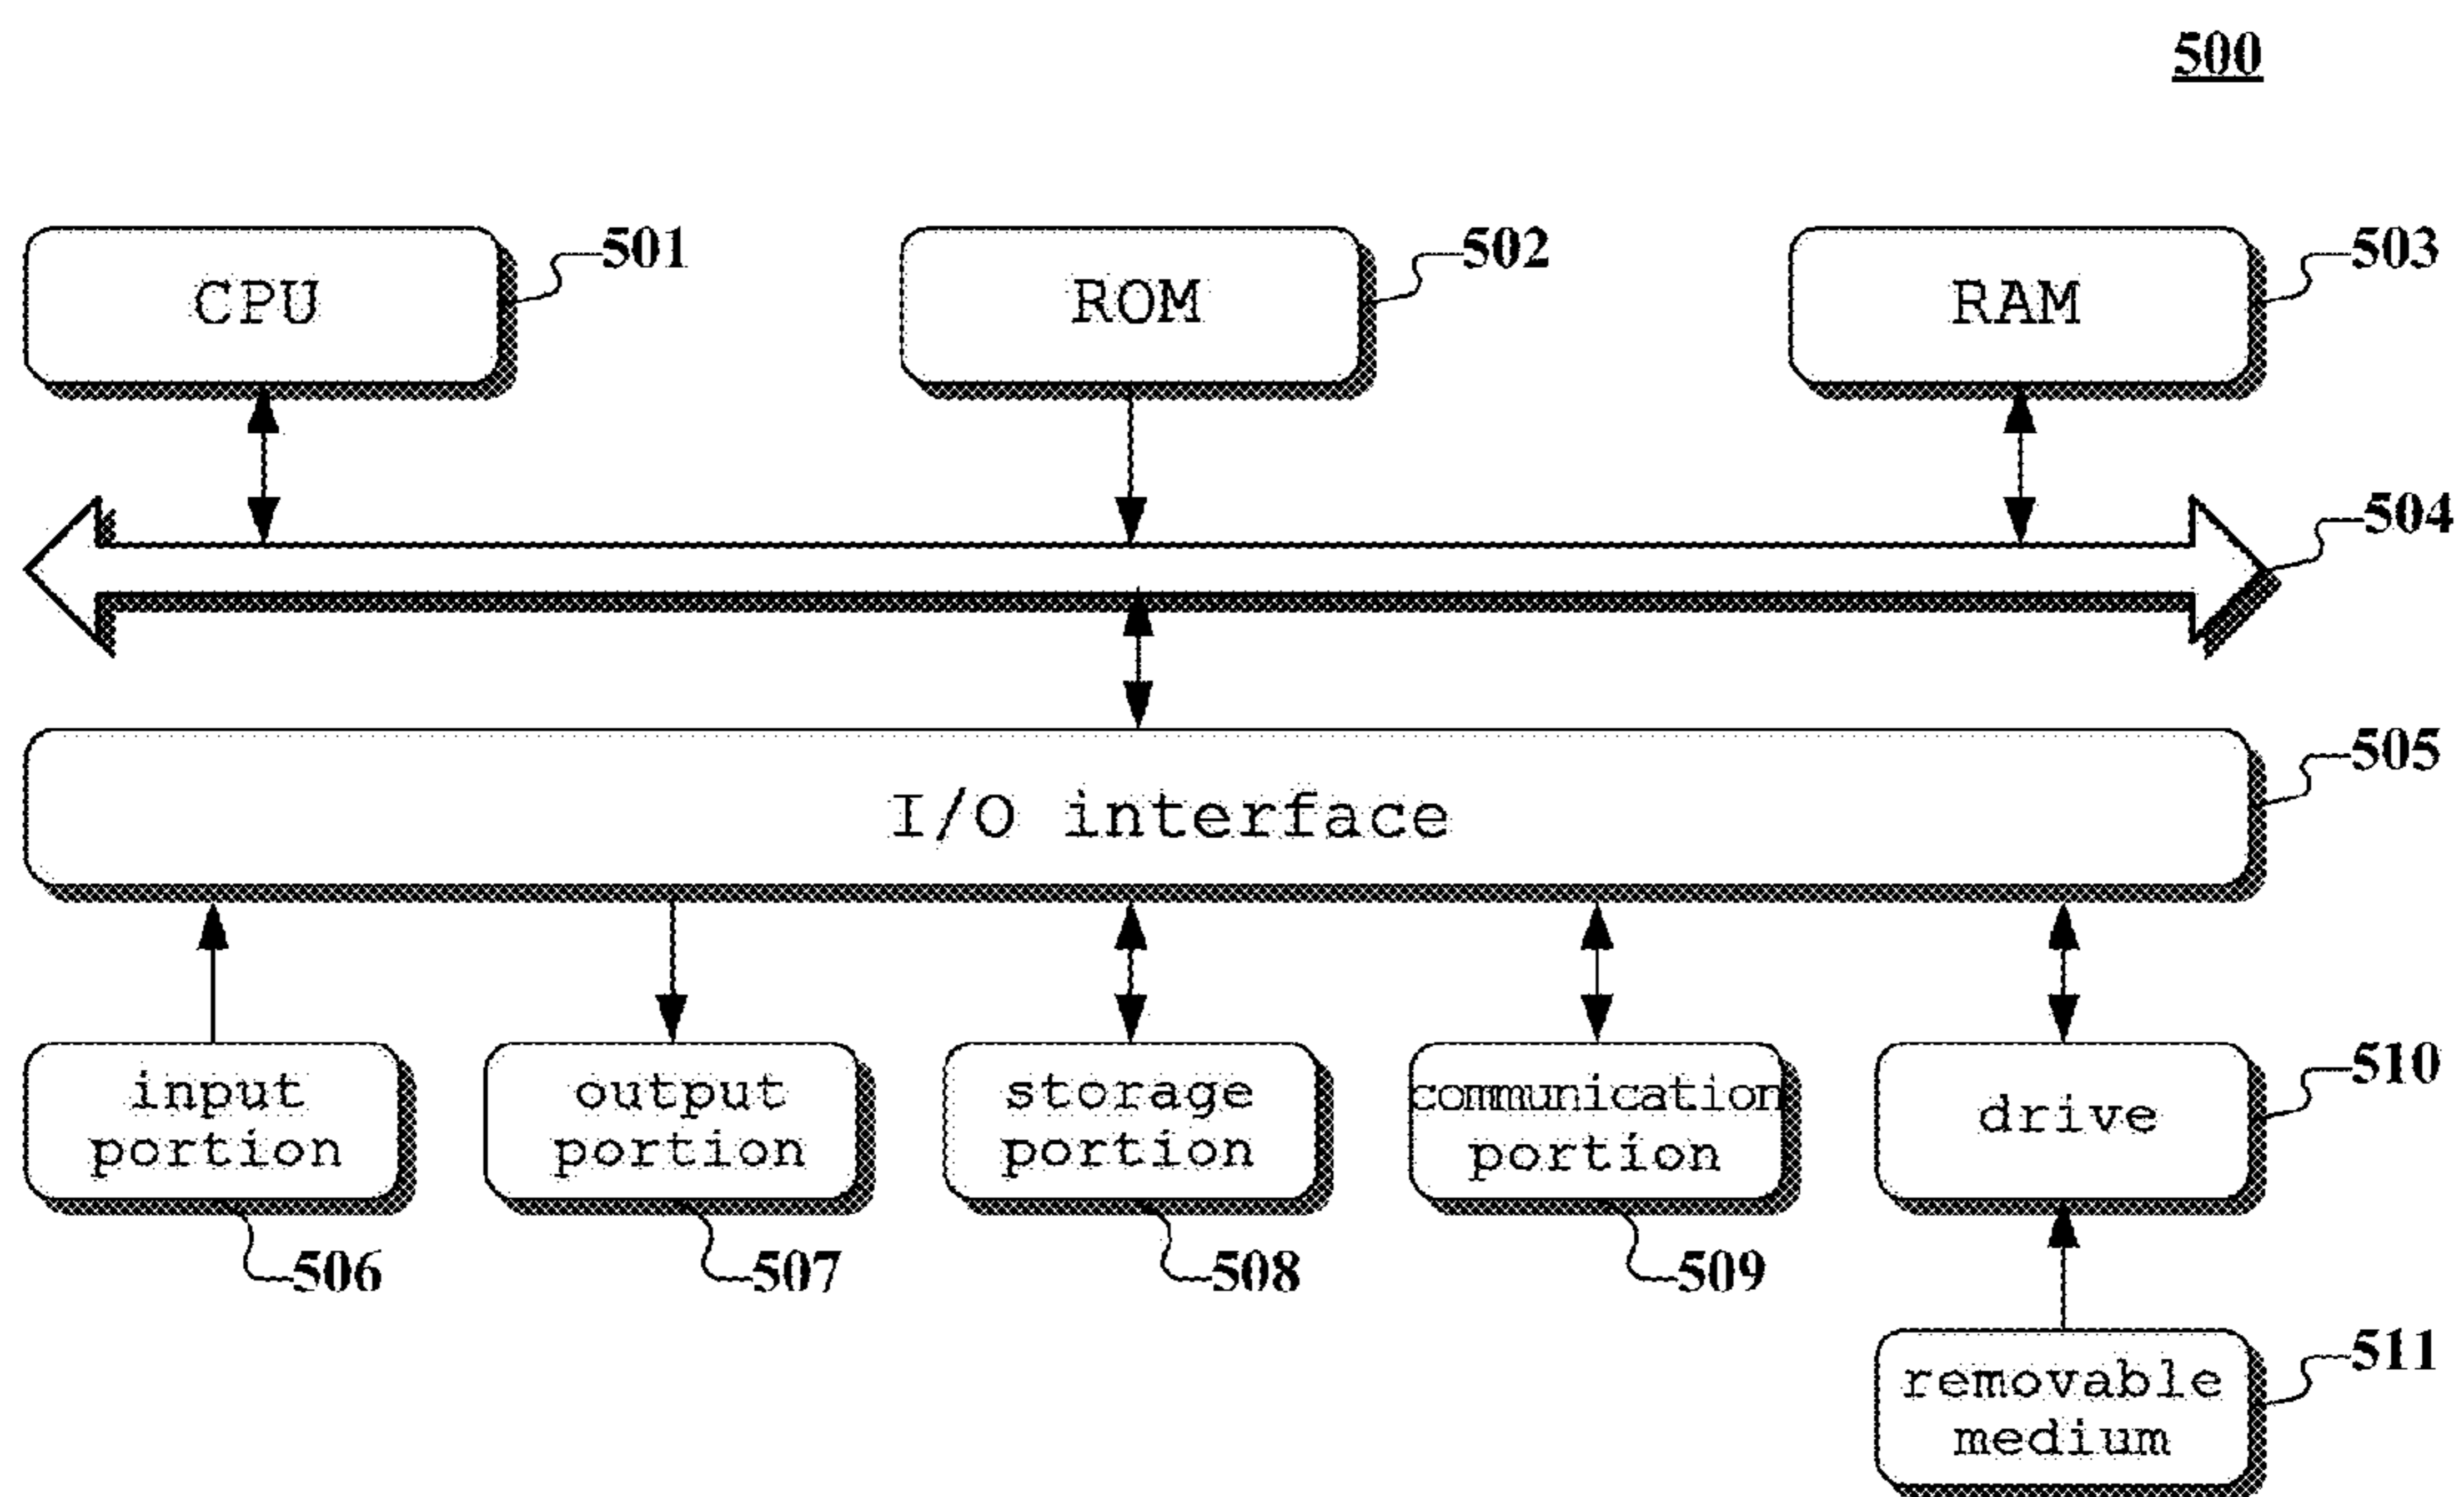 500
CPU
501
ROM
502
RAM
503
504
I/O interface
505
input
portion
output
portion
storage
portion
communication
portion
drive
510
506
507
508
509
removable
medium
511